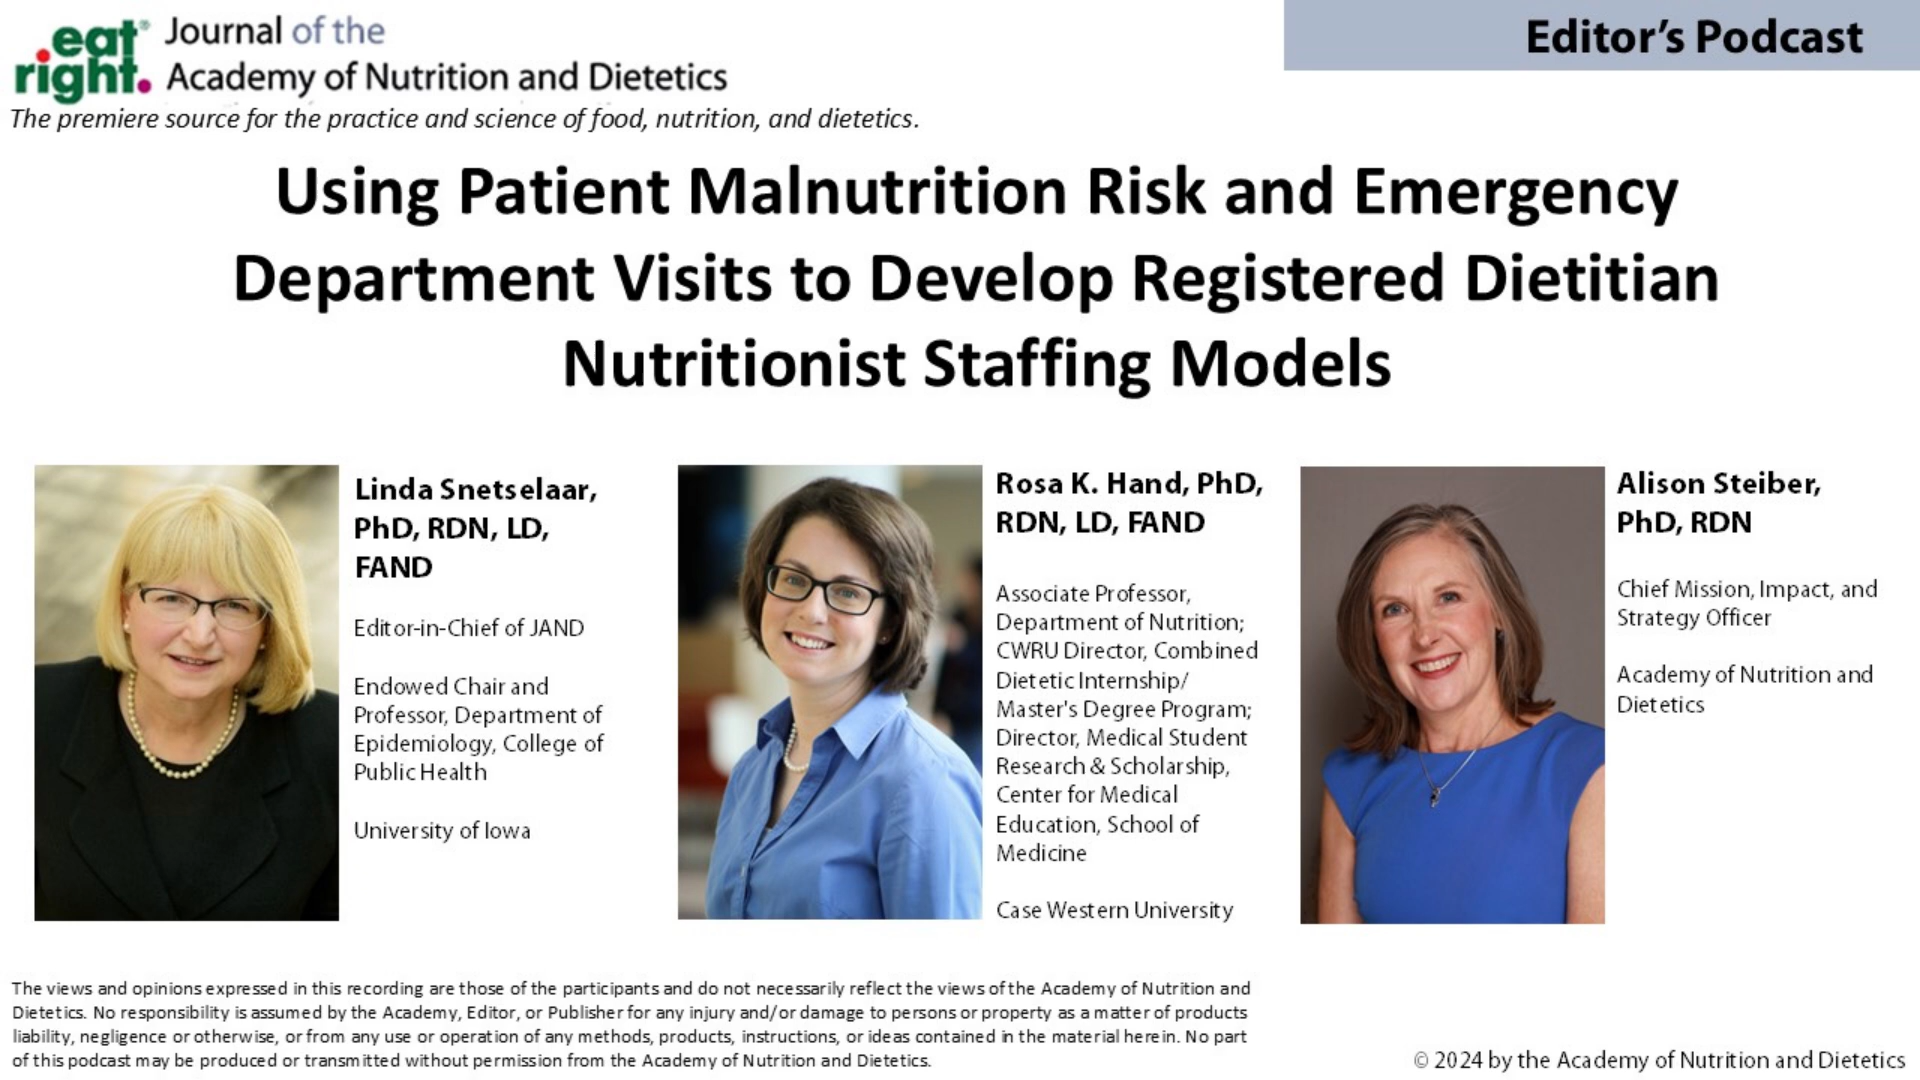 eat® right.
Journal of the
Academy of Nutrition and Dietetics
The premiere source for the practice and science of food, nutrition, and dietetics.
Editor's Podcast
Using Patient Malnutrition Risk and Emergency
Department Visits to Develop Registered Dietitian
Nutritionist Staffing Models
Linda Snetselaar,
PhD, RDN, LD,
FAND
Editor-in-Chief of JAND
Endowed Chair and
Professor, Department of
Epidemiology, College of
Public Health
University of Iowa
Rosa K. Hand, PhD,
RDN, LD, FAND
Associate Professor,
Department of Nutrition;
CWRU Director, Combined
Dietetic Internship/
Master's Degree Program;
Director, Medical Student
Research & Scholarship,
Center for Medical
Education, School of
Medicine
Case Western University
Alison Steiber,
PhD, RDN
Chief Mission, Impact, and
Strategy Officer
Academy of Nutrition and
Dietetics
The views and opinions expressed in this recording are those of the participants and do not necessarily reflect the views of the Academy of Nutrition and
Dietetics. No responsibility is assumed by the Academy, Editor, or Publisher for any injury and/or damage to persons or property as a matter of products
liability, negligence or otherwise, or from any use or operation of any methods, products, instructions, or ideas contained in the material herein. No part
of this podcast may be produced or transmitted without permission from the Academy of Nutrition and Dietetics.
© 2024 by the Academy of Nutrition and Dietetics